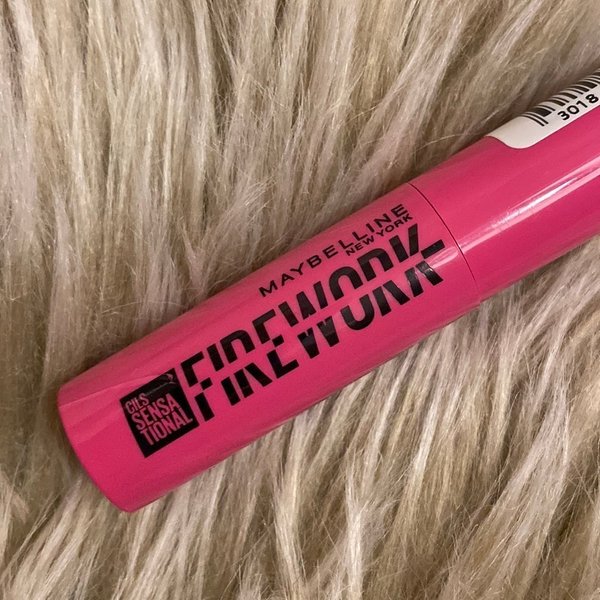 MAYBELLINE
NEW YORK
FIREWORK
CILS
SENSA
TIONAL
3018